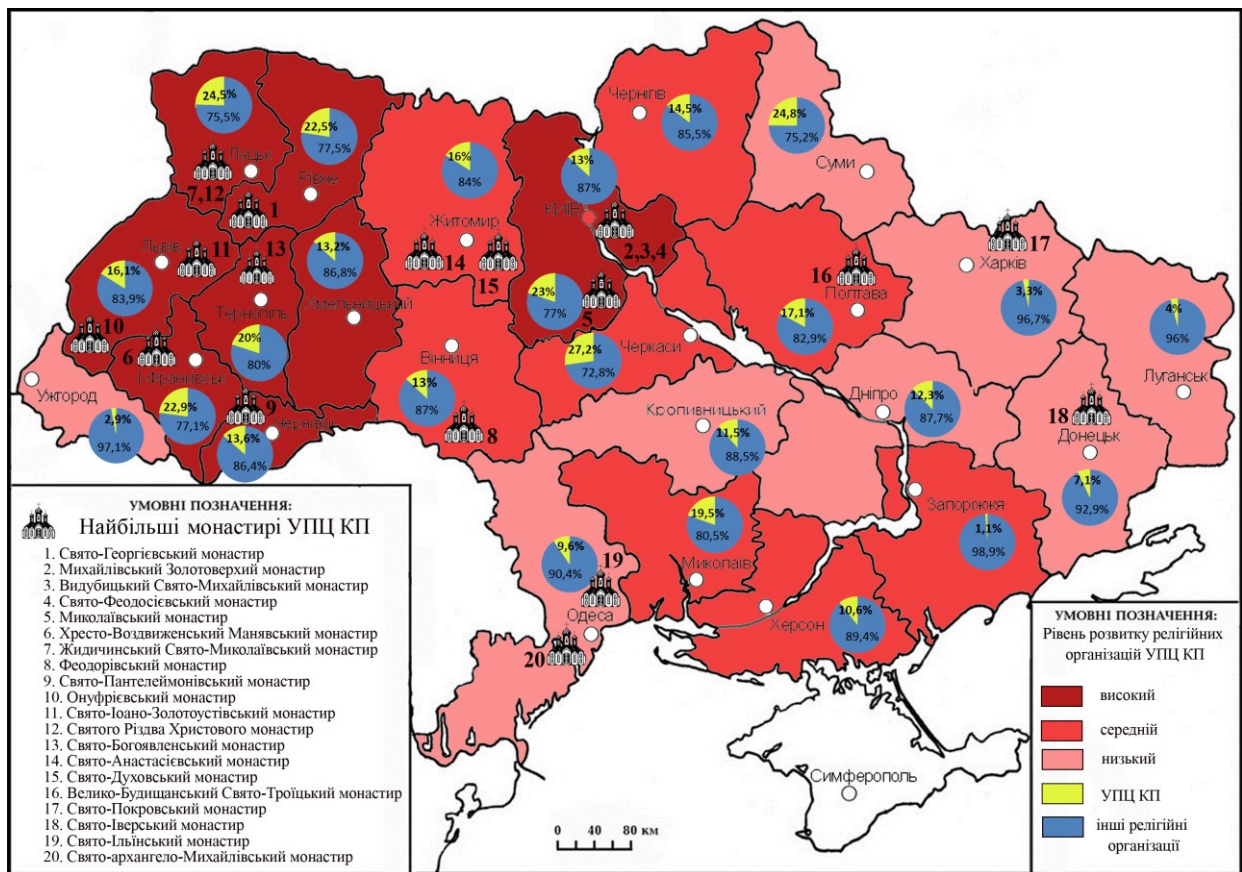 24,5%
75,5%
Луцьк
7,12
22,5%
77,5%
Рівне
1
16%
84%
Житомир
14
15
13%
87%
КИЇВ
2,3,4
Чернігів
14,5%
85,5%
24,8%
75,2%
Суми
Львів
11
13
16,1%
83,9%
10
13,2%
86,8%
Хмельницький
Тернопіль
20%
80%
23%
77%
5
16
Полтава
17,1%
82,9%
17
Харків
3,3%
96,7%
4%
96%
Луганськ
6
І-Франківськ
22,9%
77,1%
Ужгород
2,9%
97,1%
9
Чернівці
13,6%
86,4%
Вінниця
13%
87%
8
Черкаси
27,2%
72,8%
Кропивницький
11,5%
88,5%
Дніпро
12,3%
87,7%
18
Донецьк
7,1%
92,9%
Запоріжжя
1,1%
98,9%
19,5%
80,5%
Миколаїв
9,6%
90,4%
19
Одеса
20
Херсон
10,6%
89,4%
Симферополь
0 40 80 км
УМОВНІ ПОЗНАЧЕННЯ:
Найбільші монастирі УПЦ КП
1. Свято-Георгієвський монастир
2. Михайлівський Золотоверхий монастир
3. Видубицький Свято-Михайлівський монастир
4. Свято-Феодосієвський монастир
5. Миколаївський монастир
6. Хресто-Воздвиженський Манявський монастир
7. Жидичинський Свято-Миколаївський монастир
8. Феодорівський монастир
9. Свято-Пантелеймонівський монастир
10. Онуфрієвський монастир
11. Свято-Іоано-Золотоустівський монастир
12. Святого Різдва Христового монастир
13. Свято-Богоявленський монастир
14. Свято-Анастасієвський монастир
15. Свято-Духовський монастир
16. Велико-Будищанський Свято-Троїцький монастир
17. Свято-Покровський монастир
18. Свято-Іверський монастир
19. Свято-Ільїнський монастир
20. Свято-архангело-Михайлівський монастир
УМОВНІ ПОЗНАЧЕННЯ:
Рівень розвитку релігійних
організацій УПЦ КП
високий
середній
низький
УПЦ КП
інші релігійні
організації